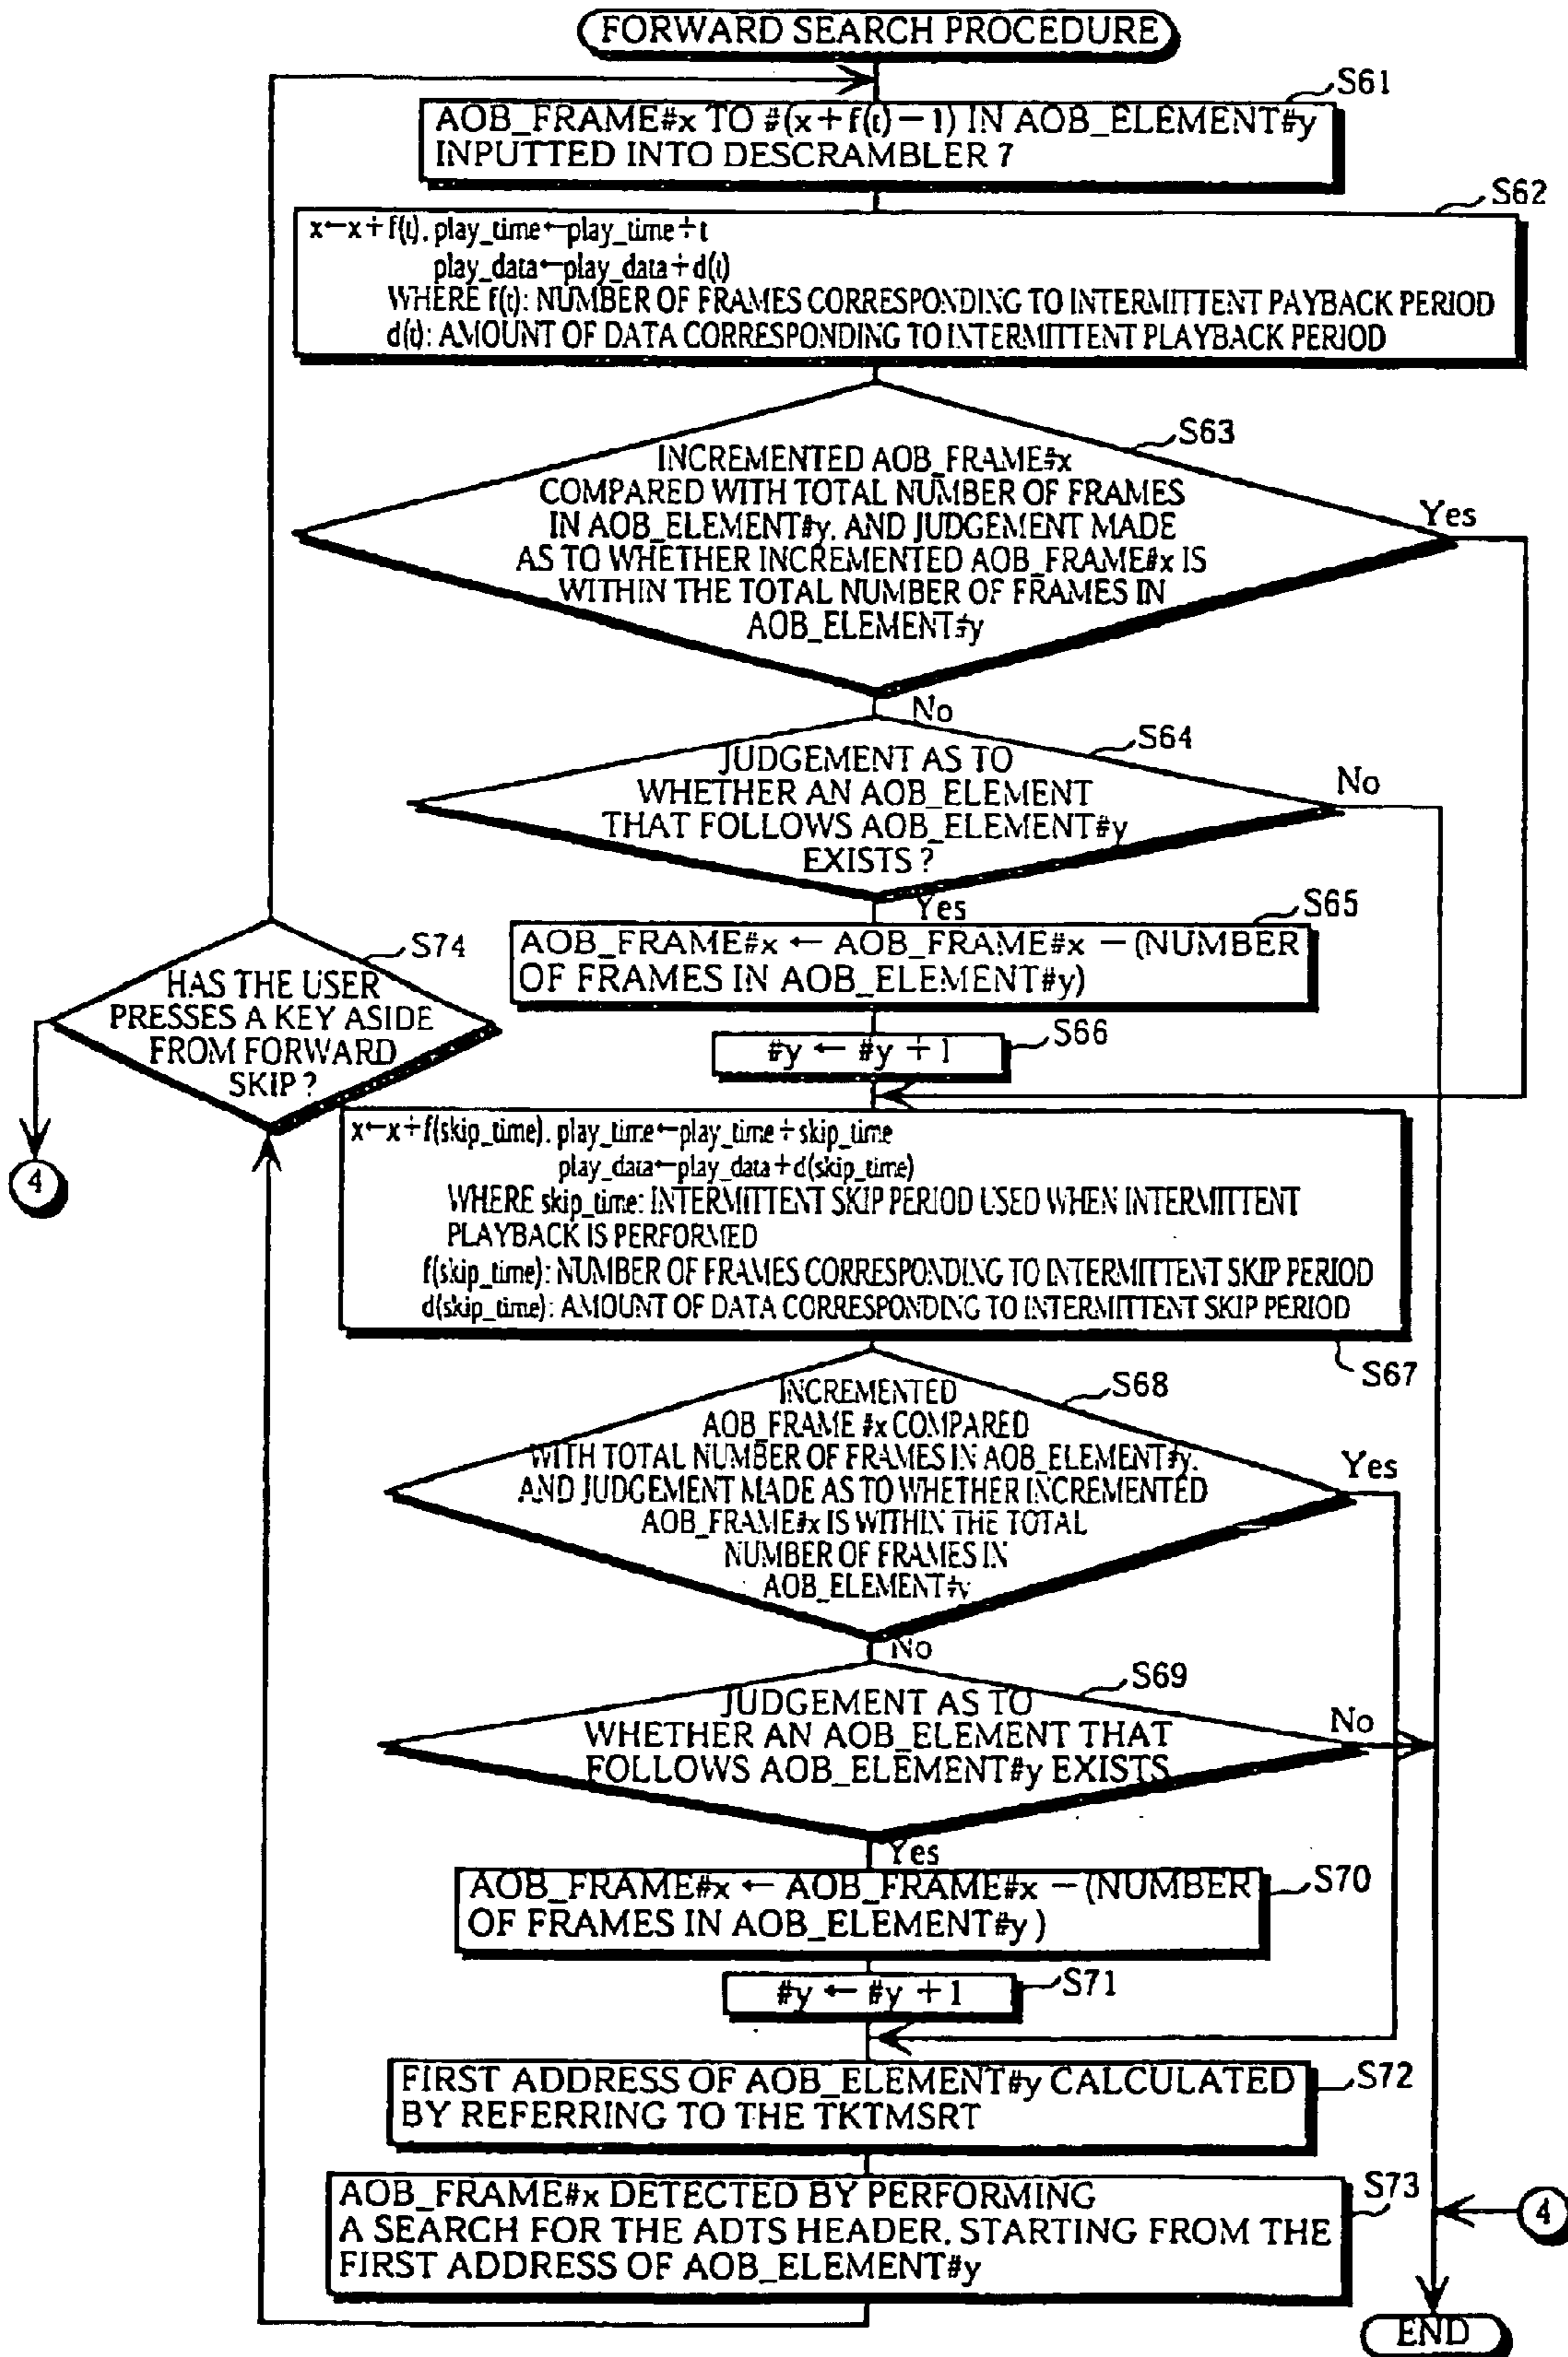 FORWARD SEARCH PROCEDURE
S61
AOB_FRAME#x TO #(x+f(t)−1) IN AOB_ELEMENT#y
INPUTTED INTO DESCRAMBLER 7
S62
x←x+f(t), play_time←play_time+t
play_data←play_data+d(t)
WHERE f(t): NUMBER OF FRAMES CORRESPONDING TO INTERMITTENT PAYBACK PERIOD
d(t): AMOUNT OF DATA CORRESPONDING TO INTERMITTENT PLAYBACK PERIOD
S63
INCREMENTED AOB_FRAME#x
COMPARED WITH TOTAL NUMBER OF FRAMES
IN AOB_ELEMENT#y, AND JUDGEMENT MADE
AS TO WHETHER INCREMENTED AOB_FRAME#x IS
WITHIN THE TOTAL NUMBER OF FRAMES IN
AOB_ELEMENT#y
Yes
No
S64
JUDGEMENT AS TO
WHETHER AN AOB_ELEMENT
THAT FOLLOWS AOB_ELEMENT#y
EXISTS ?
No
Yes
S65
AOB_FRAME#x ← AOB_FRAME#x − (NUMBER
OF FRAMES IN AOB_ELEMENT#y)
S66
#y ← #y + 1
S74
HAS THE USER
PRESSES A KEY ASIDE
FROM FORWARD
SKIP ?
4
x←x+f(skip_time), play_time←play_time+skip_time
play_data←play_data+d(skip_time)
WHERE skip_time: INTERMITTENT SKIP PERIOD USED WHEN INTERMITTENT
PLAYBACK IS PERFORMED
f(skip_time): NUMBER OF FRAMES CORRESPONDING TO INTERMITTENT SKIP PERIOD
d(skip_time): AMOUNT OF DATA CORRESPONDING TO INTERMITTENT SKIP PERIOD
S67
S68
INCREMENTED
AOB_FRAME #x COMPARED
WITH TOTAL NUMBER OF FRAMES IN AOB_ELEMENT#y,
AND JUDGEMENT MADE AS TO WHETHER INCREMENTED
AOB_FRAME#x IS WITHIN THE TOTAL
NUMBER OF FRAMES IN
AOB_ELEMENT#y
Yes
No
S69
JUDGEMENT AS TO
WHETHER AN AOB_ELEMENT THAT
FOLLOWS AOB_ELEMENT#y EXISTS
No
Yes
S70
AOB_FRAME#x ← AOB_FRAME#x − (NUMBER
OF FRAMES IN AOB_ELEMENT#y )
S71
#y ← #y + 1
S72
FIRST ADDRESS OF AOB_ELEMENT#y CALCULATED
BY REFERRING TO THE TKTMSRT
S73
AOB_FRAME#x DETECTED BY PERFORMING
A SEARCH FOR THE ADTS HEADER, STARTING FROM THE
FIRST ADDRESS OF AOB_ELEMENT#y
4
END